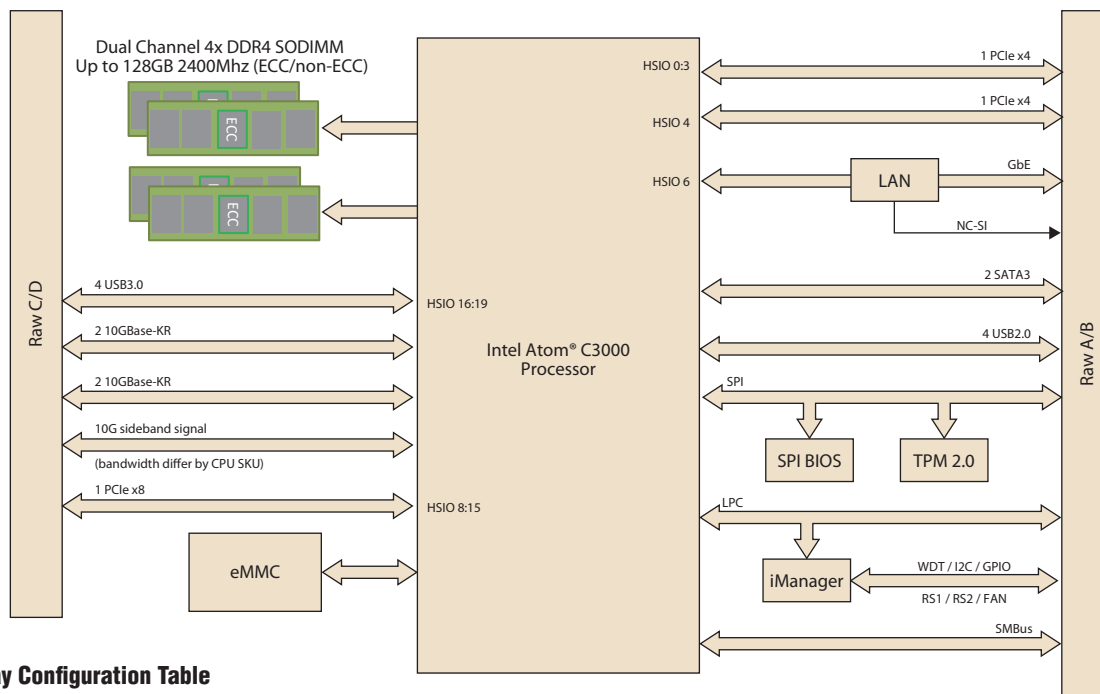 Dual Channel 4x DDR4 SODIMM
Up to 128GB 2400Mhz (ECC/non-ECC)
ECC
ECC
Raw C/D
4 USB3.0
2 10GBase-KR
2 10GBase-KR
10G sideband signal
(bandwidth differ by CPU SKU)
1 PCIe x8
eMMC
HSIO 16:19
HSIO 8:15
Intel Atom® C3000
Processor
HSIO 0:3
HSIO 4
HSIO 6
1 PCIe x4
1 PCIe x4
GbE
LAN
NC-SI
2 SATA3
4 USB2.0
SPI
SPI BIOS
TPM 2.0
LPC
iManager
WDT / I2C / GPIO
RS1 / RS2 / FAN
SMBus
Raw A/B
Configuration Table